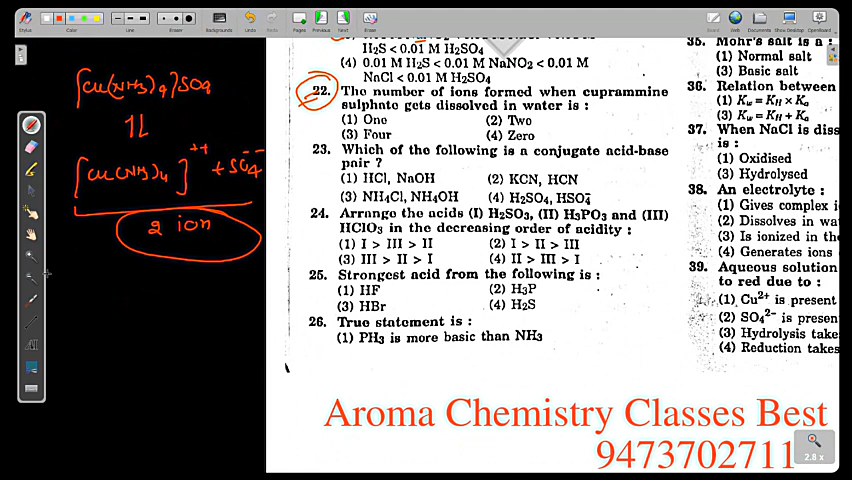 Stylus
Color
Backgrounds
Undo
Previous
Next
Erase
Board
Web
Documents
Show Desktop
OpenBoard
[Cu(NH3)4]SO4
1L
[Cu(NH3)4]++ + SO4--
2 ion
H2S < 0.01 M H2SO4
(4) 0.01 M H2S < 0.01 M NaNO2 < 0.01 M
NaCl < 0.01 M H2SO4
22. The number of ions formed when cuprammine
sulphate gets dissolved in water is :
(1) One (2) Two
(3) Four (4) Zero
23. Which of the following is a conjugate acid-base
pair ?
(1) HCl, NaOH (2) KCN, HCN
(3) NH4Cl, NH4OH (4) H2SO4, HSO4−
24. Arrange the acids (I) H2SO3, (II) H3PO3 and (III)
HClO3 in the decreasing order of acidity :
(1) I > III > II (2) I > II > III
(3) III > II > I (4) II > III > I
25. Strongest acid from the following is :
(1) HF (2) H3P
(3) HBr (4) H2S
26. True statement is :
(1) PH3 is more basic than NH3
35. Mohr's salt is a :
(1) Normal salt
(3) Basic salt
36. Relation between
(1) Kw = KH × Ka
(3) Kw = KH + Ka
37. When NaCl is diss
is :
(1) Oxidised
(3) Hydrolysed
38. An electrolyte :
(1) Gives complex i
(2) Dissolves in wa
(3) Is ionized in the
(4) Generates ions
39. Aqueous solution
to red due to :
(1) Cu2+ is present
(2) SO42− is presen
(3) Hydrolysis take
(4) Reduction takes
Aroma Chemistry Classes Best
9473702711
2.8 x